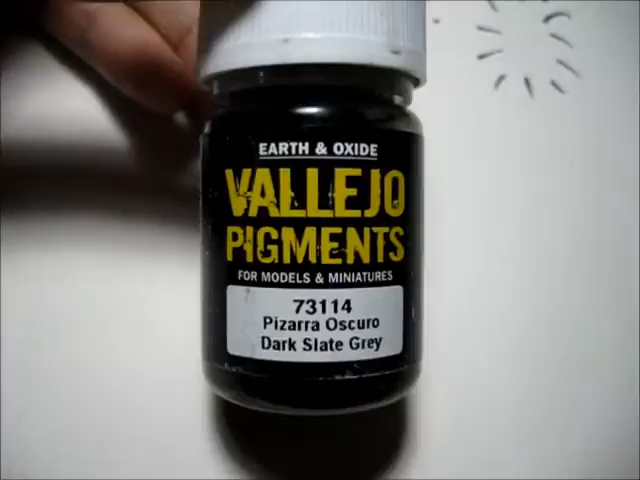 EARTH & OXIDE
VALLEJO
PIGMENTS
FOR MODELS & MINIATURES
73114
Pizarra Oscuro
Dark Slate Grey